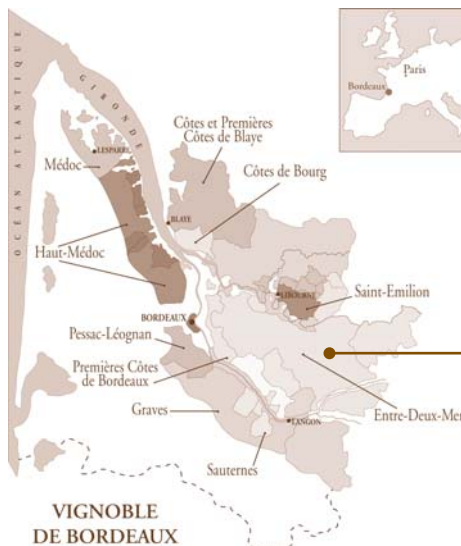 OCÉAN ATLANTIQUE
GIRONDE
Paris
Bordeaux
Côtes et Premières
Côtes de Blaye
LESPARRE
Médoc
Côtes de Bourg
BLAYE
Haut-Médoc
LIBOURNE
Saint-Emilion
BORDEAUX
Pessac-Léognan
Premières Côtes
de Bordeaux
Entre-Deux-Mer
Graves
LANGON
Sauternes
VIGNOBLE
DE BORDEAUX